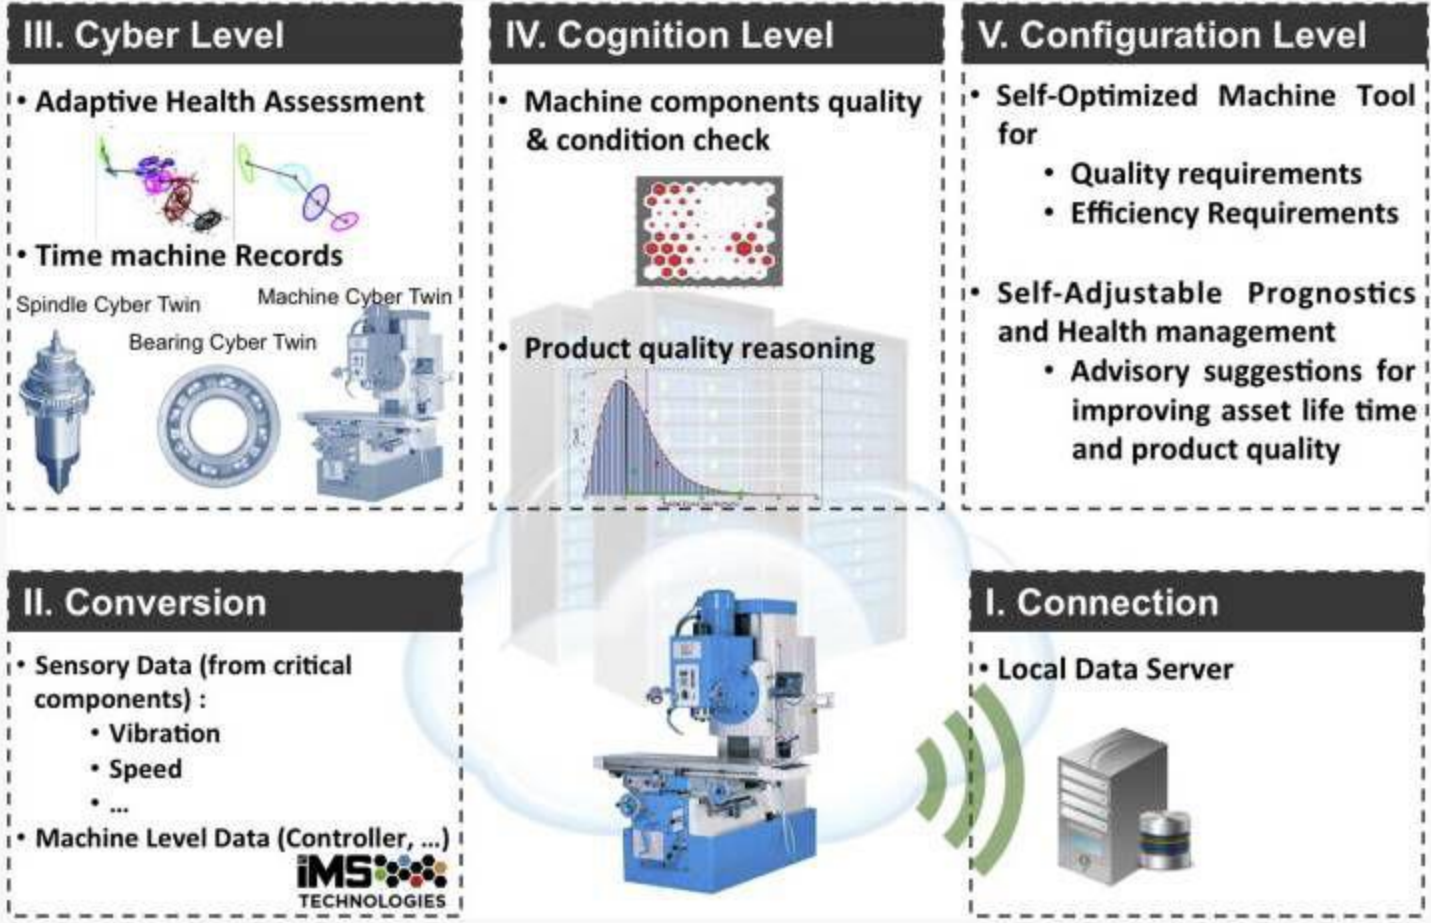 III. Cyber Level
• Adaptive Health Assessment
• Time machine Records
Spindle Cyber Twin
Machine Cyber Twin
Bearing Cyber Twin
IV. Cognition Level
• Machine components quality
& condition check
• Product quality reasoning
V. Configuration Level
• Self-Optimized Machine Tool
for
• Quality requirements
• Efficiency Requirements
• Self-Adjustable Prognostics
and Health management
• Advisory suggestions for
improving asset life time
and product quality
II. Conversion
• Sensory Data (from critical
components) :
• Vibration
• Speed
• ...
• Machine Level Data (Controller, ...)
iMS
TECHNOLOGIES
I. Connection
• Local Data Server